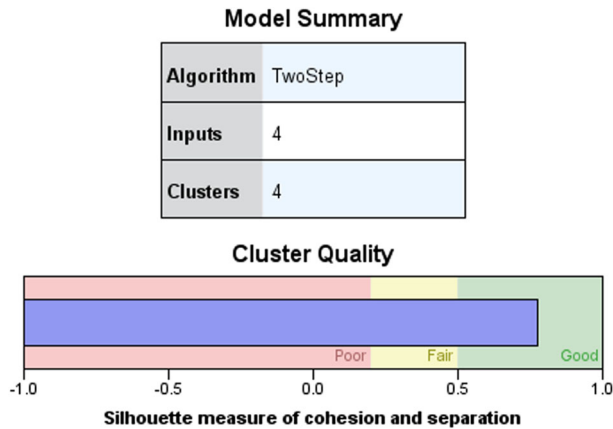 Model Summary
Algorithm TwoStep
Inputs 4
Clusters 4
Cluster Quality
Poor Fair Good
-1.0 -0.5 0.0 0.5 1.0
Silhouette measure of cohesion and separation